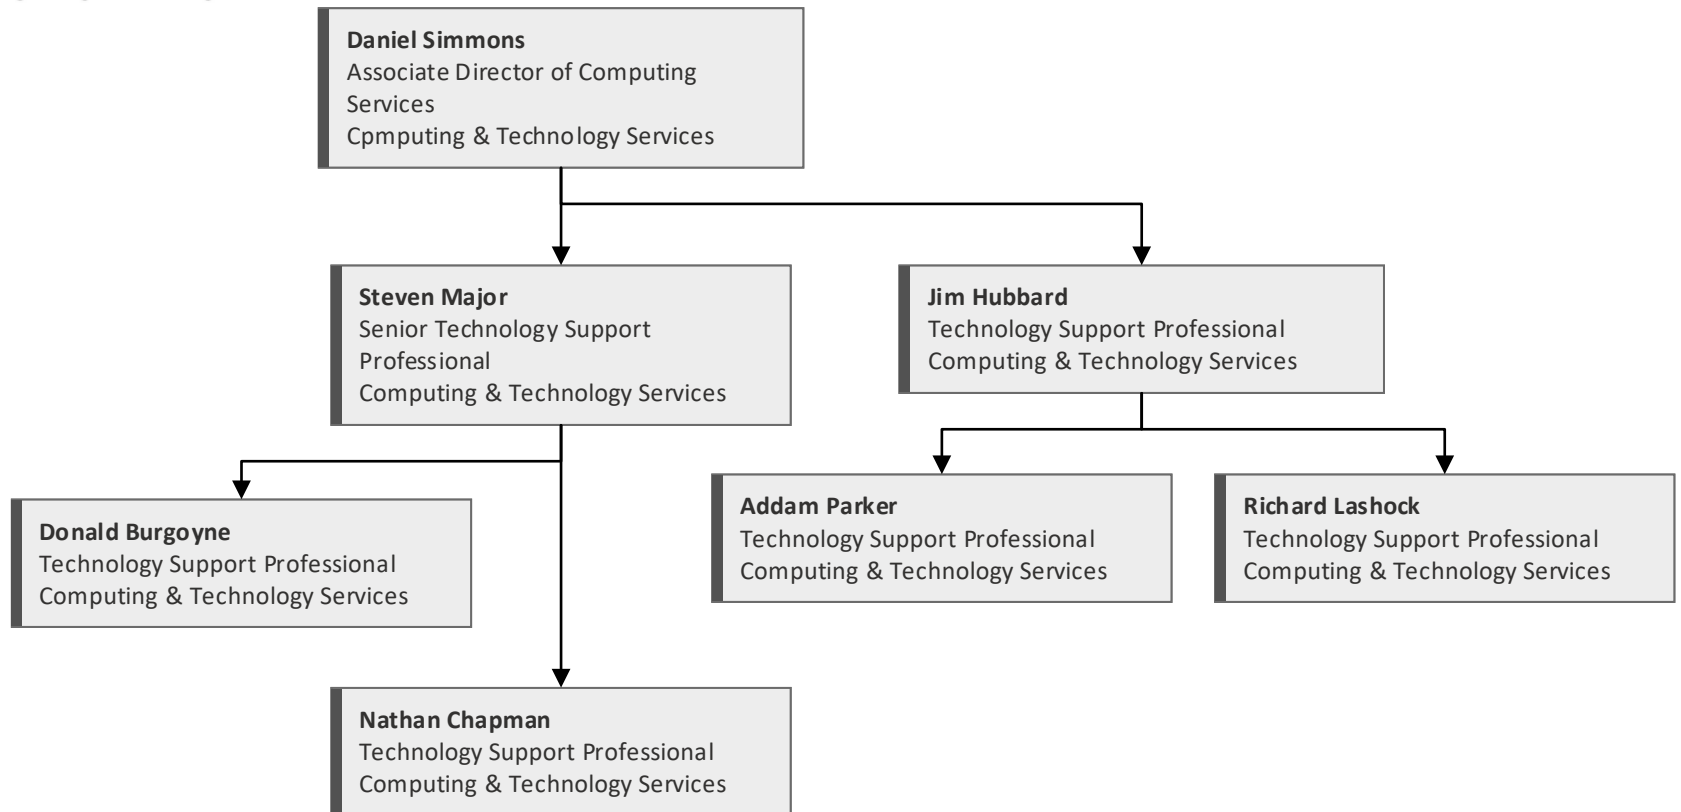 Daniel Simmons
Associate Director of Computing
Services
Cpmputing & Technology Services
Steven Major
Senior Technology Support
Professional
Computing & Technology Services
Jim Hubbard
Technology Support Professional
Computing & Technology Services
Donald Burgoyne
Technology Support Professional
Computing & Technology Services
Addam Parker
Technology Support Professional
Computing & Technology Services
Richard Lashock
Technology Support Professional
Computing & Technology Services
Nathan Chapman
Technology Support Professional
Computing & Technology Services